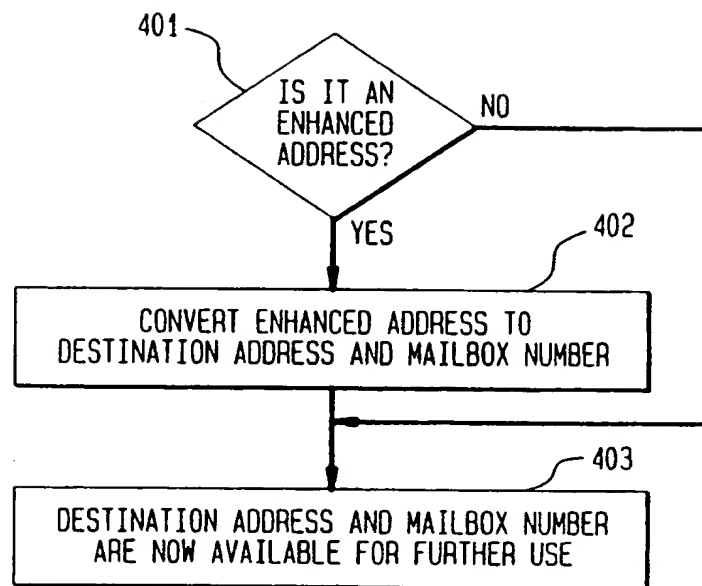 401
IS IT AN
ENHANCED
ADDRESS?
NO
YES
402
CONVERT ENHANCED ADDRESS TO
DESTINATION ADDRESS AND MAILBOX NUMBER
403
DESTINATION ADDRESS AND MAILBOX NUMBER
ARE NOW AVAILABLE FOR FURTHER USE